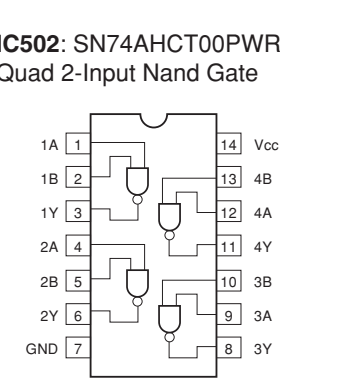 IC502: SN74AHCT00PWR
Quad 2-Input Nand Gate
1A 1 14 Vcc
1B 2 13 4B
1Y 3 12 4A
2A 4 11 4Y
2B 5 10 3B
2Y 6 9 3A
GND 7 8 3Y